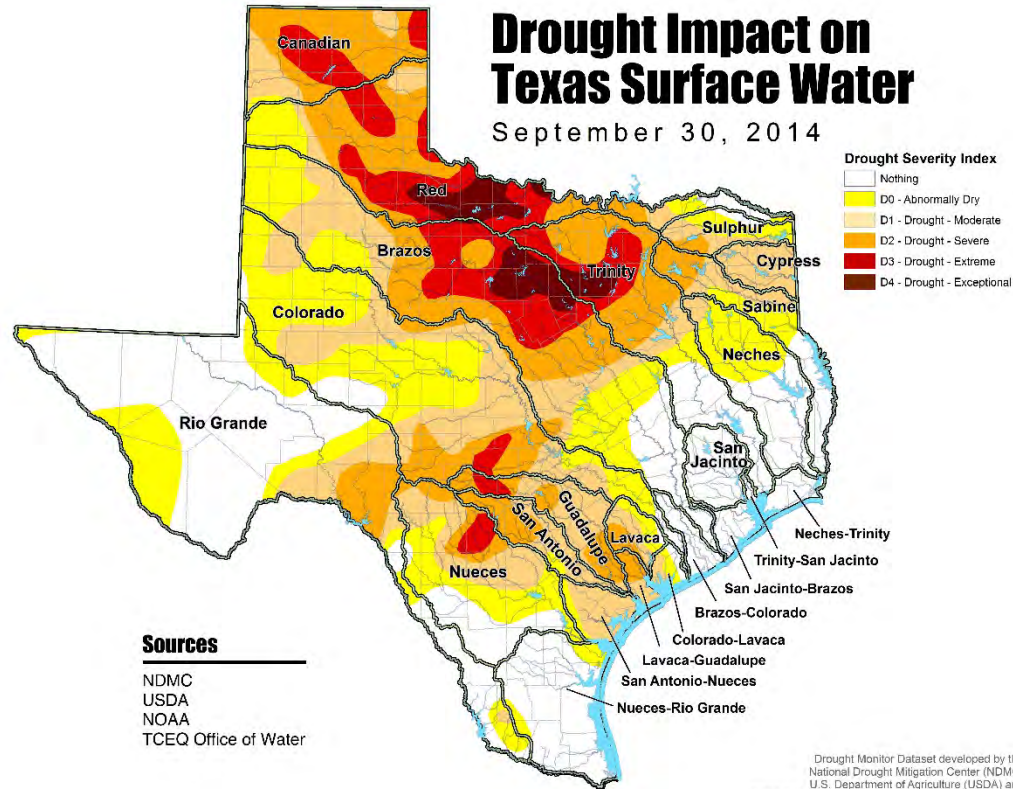 Drought Impact on
Texas Surface Water
September 30, 2014
Drought Severity Index
Nothing
D0 - Abnormally Dry
D1 - Drought - Moderate
D2 - Drought - Severe
D3 - Drought - Extreme
D4 - Drought - Exceptional
Canadian
Red
Sulphur
Brazos
Cypress
Trinity
Sabine
Colorado
Neches
Rio Grande
San
Jacinto
Guadalupe
San Antonio
Lavaca
Nueces
Neches-Trinity
Trinity-San Jacinto
San Jacinto-Brazos
Brazos-Colorado
Colorado-Lavaca
Lavaca-Guadalupe
San Antonio-Nueces
Nueces-Rio Grande
Sources
NDMC
USDA
NOAA
TCEQ Office of Water
Drought Monitor Dataset developed by
National Drought Mitigation Center (NDMC
U.S. Department of Agriculture (USDA)